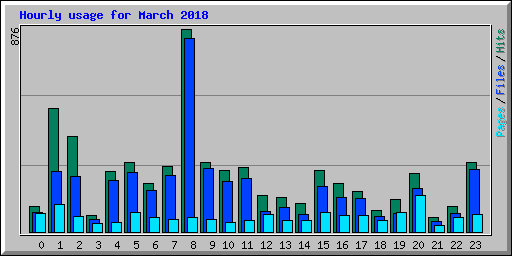 Hourly usage for March 2018
876
Pages/Files/Hits
0 1 2 3 4 5 6 7 8 9 10 11 12 13 14 15 16 17 18 19 20 21 22 23